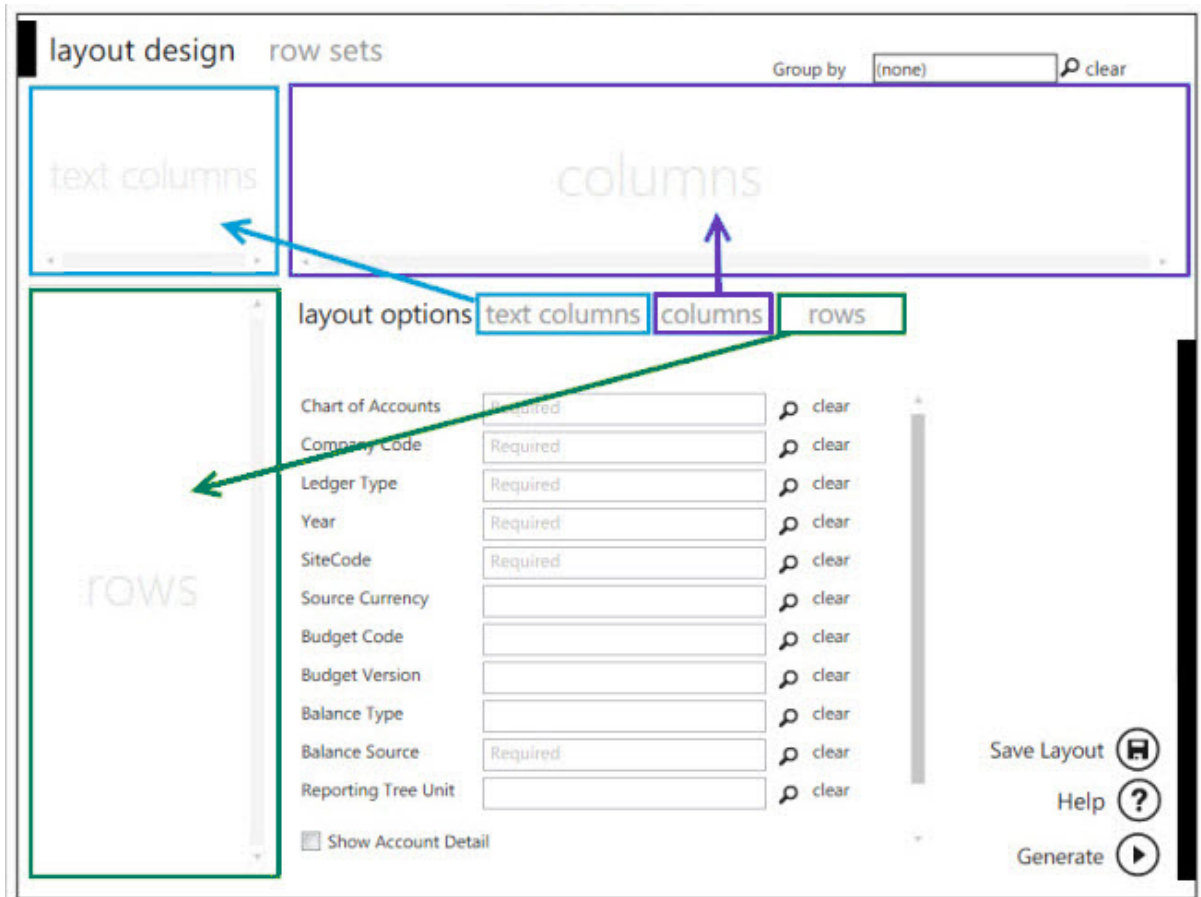 layout design row sets
Group by (none) clear
text columns
columns
layout options text columns columns rows
Chart of Accounts Required clear
Company Code Required clear
Ledger Type Required clear
Year Required clear
SiteCode Required clear
rows
Source Currency clear
Budget Code clear
Budget Version clear
Balance Type clear
Balance Source Required clear
Reporting Tree Unit clear
Show Account Detail
Save Layout
Help ?
Generate